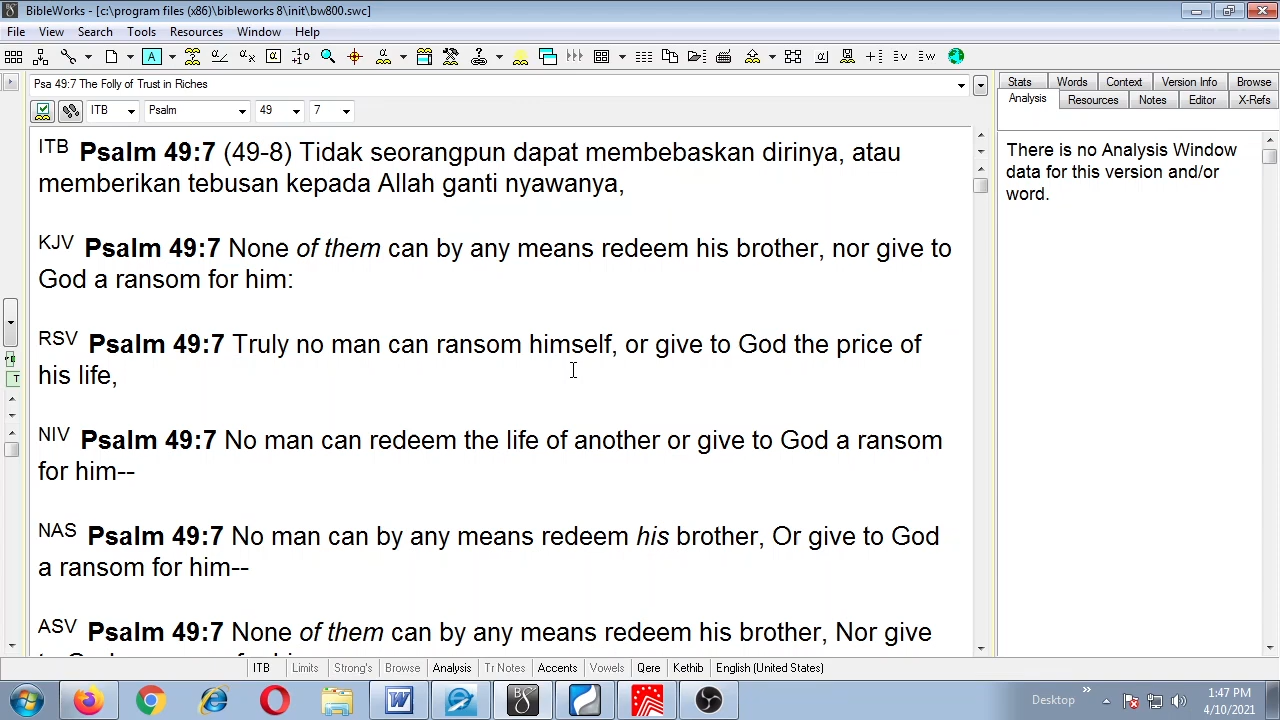 BibleWorks - [c:\program files (x86)\bibleworks 8\init\bw800.swc]
File View Search Tools Resources Window Help
Psa 49:7 The Folly of Trust in Riches
ITB Psalm 49 7
ITB Psalm 49:7 (49-8) Tidak seorangpun dapat membebaskan dirinya, atau
memberikan tebusan kepada Allah ganti nyawanya,
KJV Psalm 49:7 None of them can by any means redeem his brother, nor give to
God a ransom for him:
RSV Psalm 49:7 Truly no man can ransom himself, or give to God the price of
his life,
NIV Psalm 49:7 No man can redeem the life of another or give to God a ransom
for him--
NAS Psalm 49:7 No man can by any means redeem his brother, Or give to God
a ransom for him--
ASV Psalm 49:7 None of them can by any means redeem his brother, Nor give
Stats Words Context Version Info Browse
Analysis Resources Notes Editor X-Refs
There is no Analysis Window
data for this version and/or
word.
ITB Limits Strong's Browse Analysis Tr Notes Accents Vowels Qere Kethib English (United States)
Desktop
1:47 PM
4/10/2021